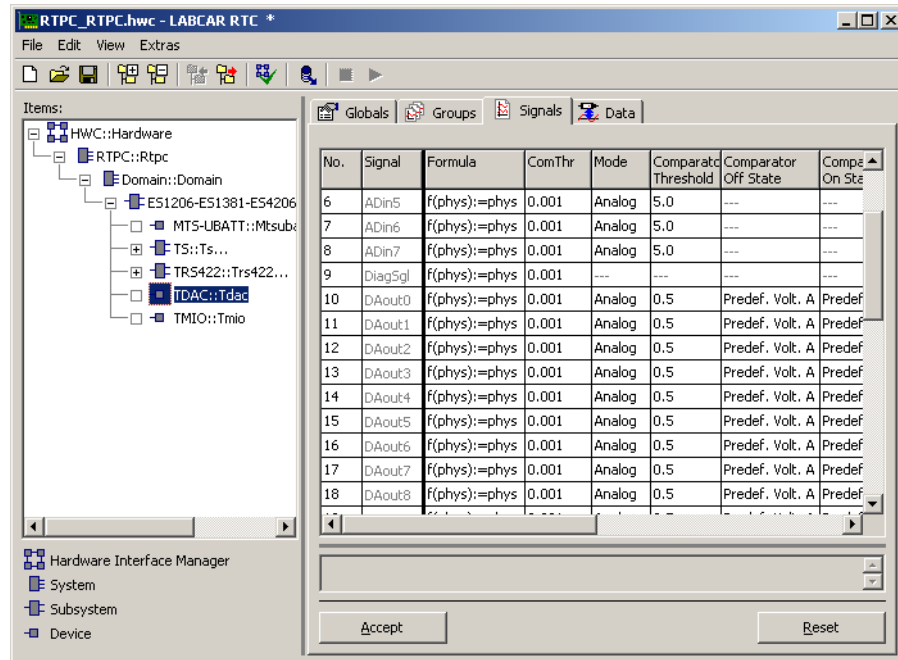 RTPC_RTPC.hwc - LABCAR RTC *
File Edit View Extras
Items:
HWC::Hardware
RTPC::Rtpc
Domain::Domain
ES1206-ES1381-ES4206
MTS-UBATT::Mtsuba
TS::Ts...
TRS422::Trs422...
TDAC::Tdac
TMIO::Tmio
Hardware Interface Manager
System
Subsystem
Device
Globals Groups Signals Data
No. Signal Formula ComThr Mode Comparatc Threshold Comparator Off State Compa On Sta
6 ADin5 f(phys):=phys 0.001 Analog 5.0 --- ---
7 ADin6 f(phys):=phys 0.001 Analog 5.0 --- ---
8 ADin7 f(phys):=phys 0.001 Analog 5.0 --- ---
9 DiagSgl f(phys):=phys 0.001 --- --- --- ---
10 DAout0 f(phys):=phys 0.001 Analog 0.5 Predef. Volt. A Predef
11 DAout1 f(phys):=phys 0.001 Analog 0.5 Predef. Volt. A Predef
12 DAout2 f(phys):=phys 0.001 Analog 0.5 Predef. Volt. A Predef
13 DAout3 f(phys):=phys 0.001 Analog 0.5 Predef. Volt. A Predef
14 DAout4 f(phys):=phys 0.001 Analog 0.5 Predef. Volt. A Predef
15 DAout5 f(phys):=phys 0.001 Analog 0.5 Predef. Volt. A Predef
16 DAout6 f(phys):=phys 0.001 Analog 0.5 Predef. Volt. A Predef
17 DAout7 f(phys):=phys 0.001 Analog 0.5 Predef. Volt. A Predef
18 DAout8 f(phys):=phys 0.001 Analog 0.5 Predef. Volt. A Predef
Accept Reset